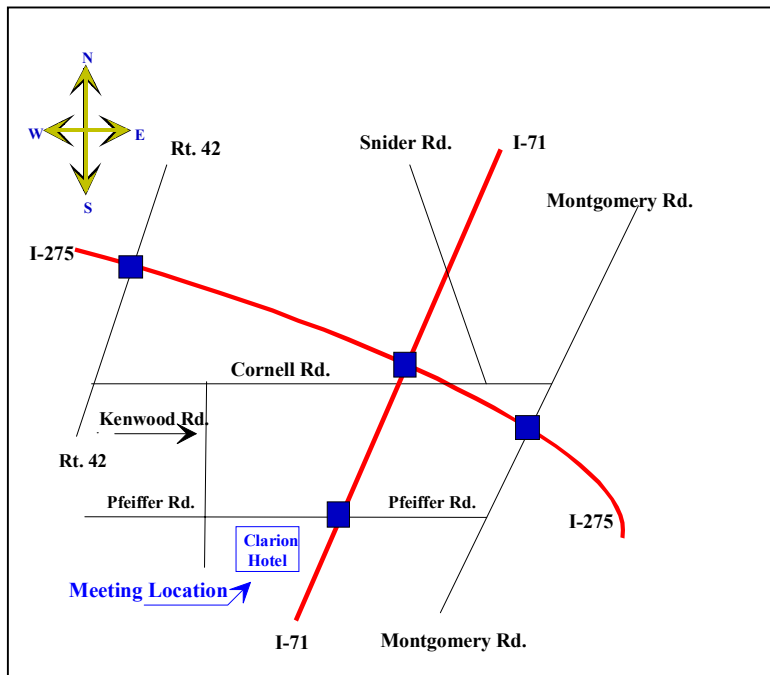 N
W
E
S
Rt. 42
Snider Rd.
I-71
Montgomery Rd.
I-275
Cornell Rd.
Kenwood Rd.
Rt. 42
Pfeiffer Rd.
Pfeiffer Rd.
I-275
Clarion
Hotel
Meeting Location
I-71
Montgomery Rd.